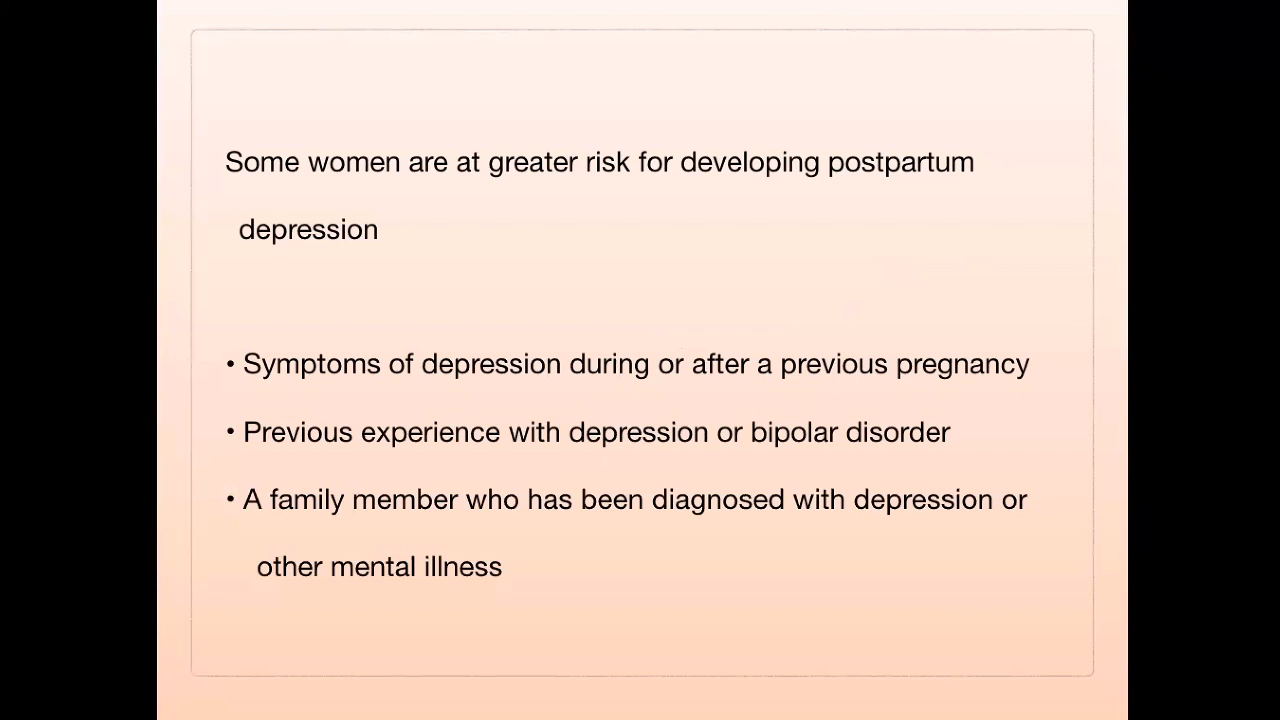 Some women are at greater risk for developing postpartum
depression
• Symptoms of depression during or after a previous pregnancy
• Previous experience with depression or bipolar disorder
• A family member who has been diagnosed with depression or
other mental illness